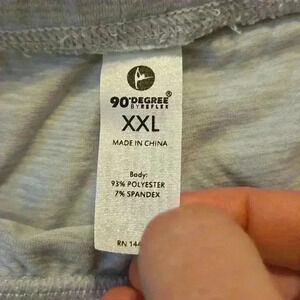 90°DEGREE®
BY REFLEX
XXL
MADE IN CHINA
Body:
93% POLYESTER
7% SPANDEX
RN 144